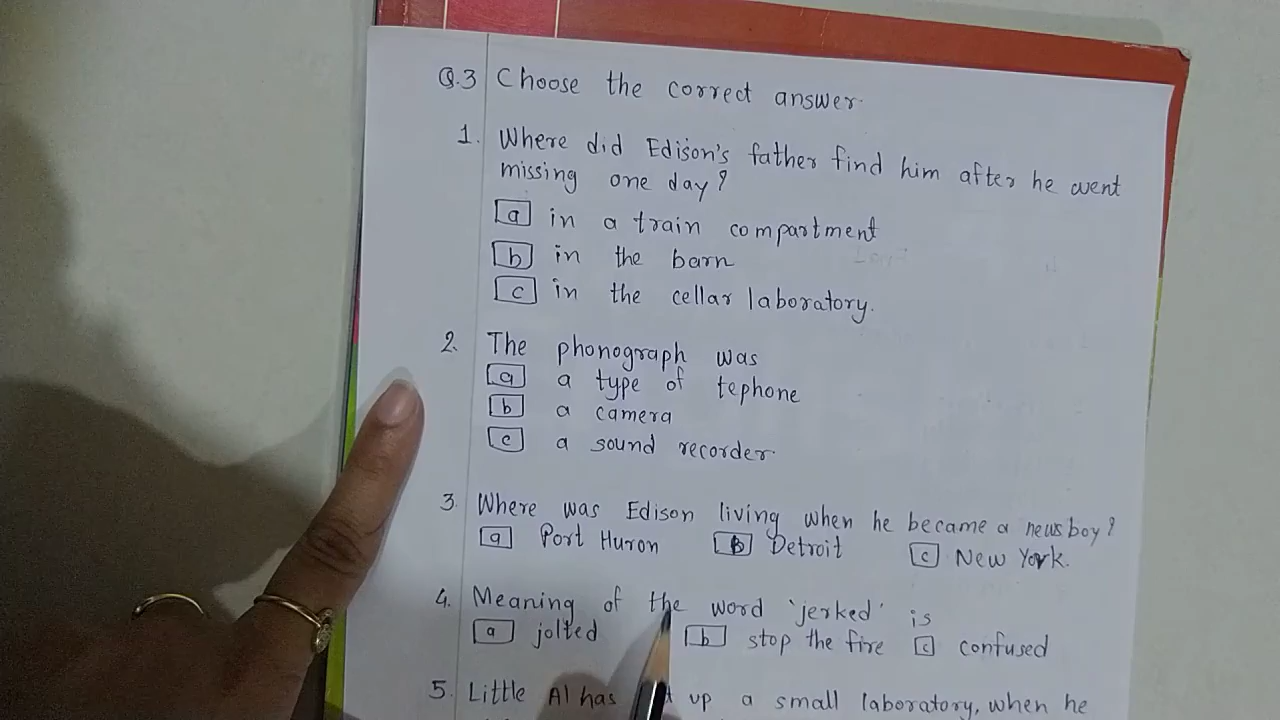 Q.3 Choose the correct answer.
1. Where did Edison's father find him after he went
missing one day?
a in a train compartment
b in the barn
c in the cellar laboratory.
2. The phonograph was
a a type of tephone
b a camera
c a sound recorder.
3. Where was Edison living when he became a newsboy?
a Port Huron b Detroit c New York.
4. Meaning of the word 'jerked' is
a jolted b stop the fire c confused
5. Little Al has up a small laboratory, when he